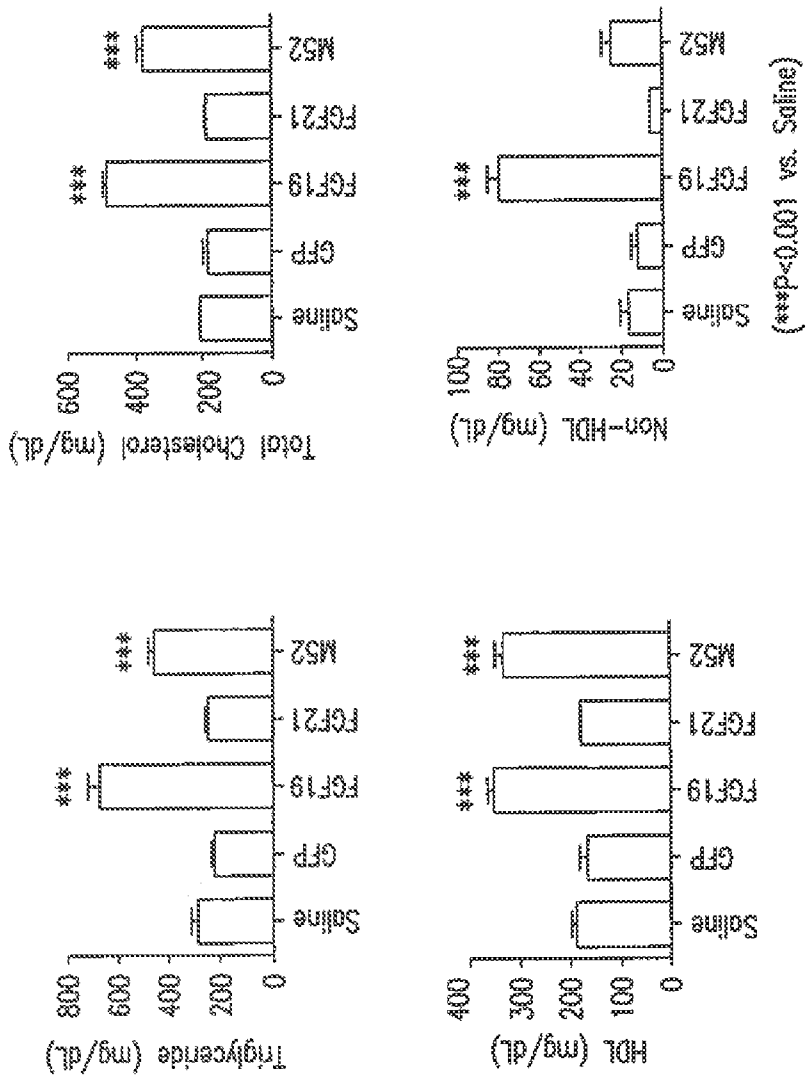 Triglyceride (mg/dL)
800
600
400
200
0
***
***
Saline
GFP
FGF19
FGF21
M52
Total Cholesterol (mg/dL)
600
400
200
0
***
***
Saline
GFP
FGF19
FGF21
M52
HDL (mg/dL)
400
300
200
100
0
***
***
Saline
GFP
FGF19
FGF21
M52
Non-HDL (mg/dL)
100
80
60
40
20
0
***
Saline
GFP
FGF19
FGF21
M52
(***p<0.001 vs. Saline)